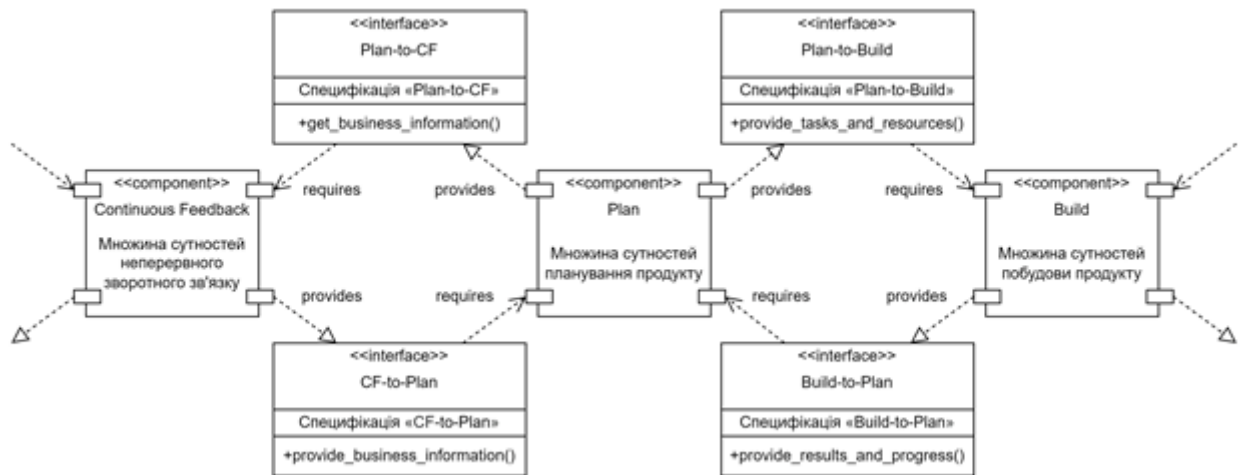 <<interface>>
Plan-to-CF
Специфікація «Plan-to-CF»
+get_business_information()
<<interface>>
Plan-to-Build
Специфікація «Plan-to-Build»
+provide_tasks_and_resources()
<<component>>
Continuous Feedback
Множина сутностей
неперервного
зворотного зв'язку
requires
provides
provides
requires
<<component>>
Plan
Множина сутностей
планування продукту
provides
requires
requires
provides
<<component>>
Build
Множина сутностей
побудови продукту
<<interface>>
CF-to-Plan
Специфікація «CF-to-Plan»
+provide_business_information()
<<interface>>
Build-to-Plan
Специфікація «Build-to-Plan»
+provide_results_and_progress()